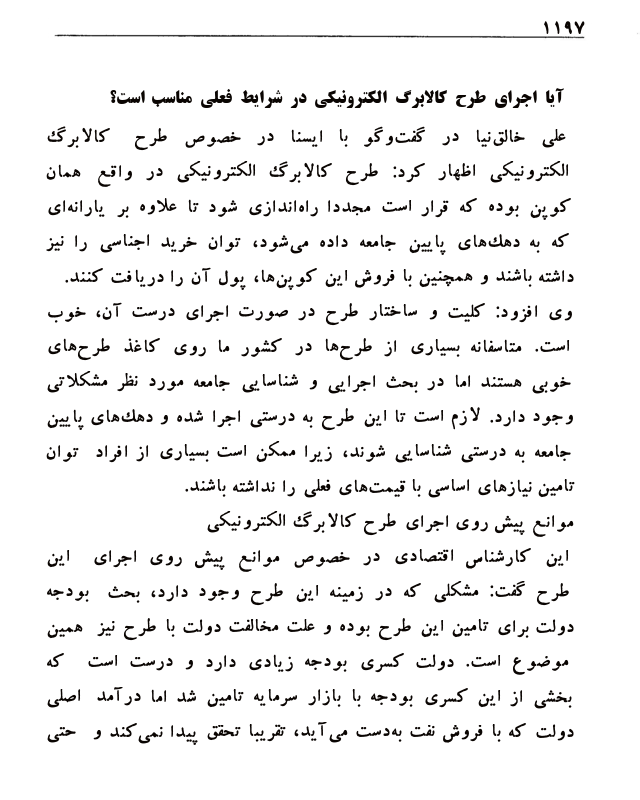 ۱۱۹۷
آیا اجرای طرح کالابرگ الکترونیکی در شرایط فعلی مناسب است؟
علی خالق‌نیا در گفت‌وگو با ایسنا در خصوص طرح کالابرگ
الکترونیکی اظهار کرد: طرح کالابرگ الکترونیکی در واقع همان
کوپن بوده که قرار است مجددا راه‌اندازی شود تا علاوه بر یارانه‌ای
که به دهك‌های پایین جامعه داده می‌شود، توان خرید اجناسی را نیز
داشته باشند و همچنین با فروش این کوپن‌ها، پول آن را دریافت کنند.
وی افزود: کلیت و ساختار طرح در صورت اجرای درست آن، خوب
است. متاسفانه بسیاری از طرح‌ها در کشور ما روی کاغذ طرح‌های
خوبی هستند اما در بحث اجرایی و شناسایی جامعه مورد نظر مشکلاتی
وجود دارد. لازم است تا این طرح به درستی اجرا شده و دهك‌های پایین
جامعه به درستی شناسایی شوند، زیرا ممکن است بسیاری از افراد توان
تامین نیازهای اساسی با قیمت‌های فعلی را نداشته باشند.
موانع پیش روی اجرای طرح کالابرگ الکترونیکی
این کارشناس اقتصادی در خصوص موانع پیش روی اجرای این
طرح گفت: مشکلی که در زمینه این طرح وجود دارد، بحث بودجه
دولت برای تامین این طرح بوده و علت مخالفت دولت با طرح نیز همین
موضوع است. دولت کسری بودجه زیادی دارد و درست است که
بخشی از این کسری بودجه با بازار سرمایه تامین شد اما درآمد اصلی
دولت که با فروش نفت به‌دست می‌آید، تقریبا تحقق پیدا نمی‌کند و حتی